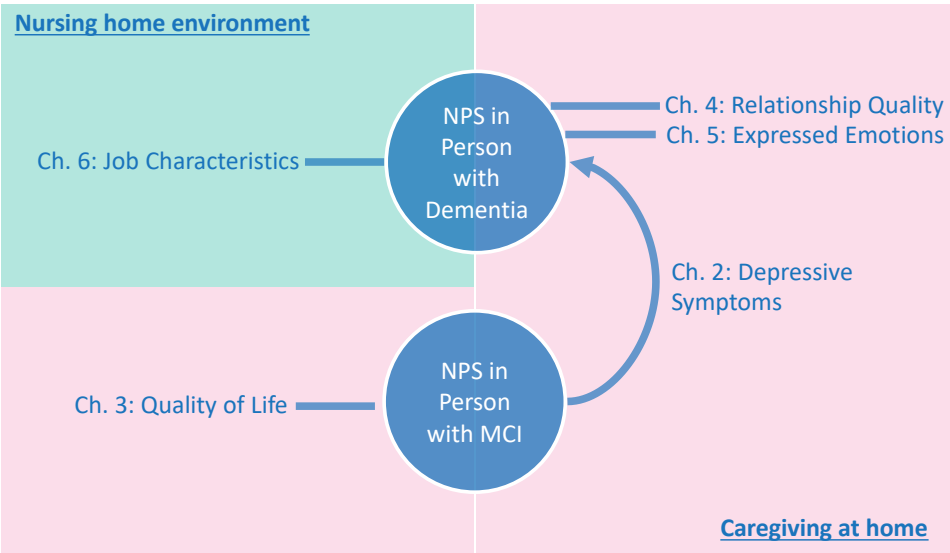 Nursing home environment
NPS in
Person
with
Dementia
Ch. 4: Relationship Quality
Ch. 5: Expressed Emotions
Ch. 6: Job Characteristics
Ch. 2: Depressive
Symptoms
NPS in
Person
with MCI
Ch. 3: Quality of Life
Caregiving at home